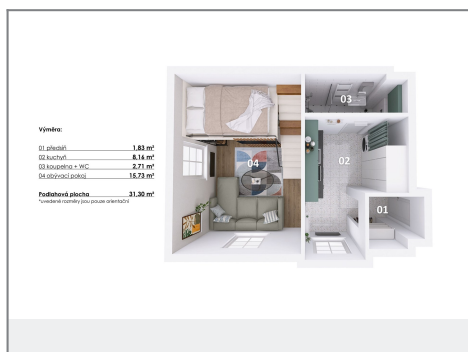 Výměra:
01 předsíň 1,83 m²
02 kuchyň 8,16 m²
03 koupelna + WC 2,71 m²
04 obývací pokoj 15,73 m²
Podlahová plocha 31,30 m²
*uvedené rozměry jsou pouze orientační
03
04
02
01